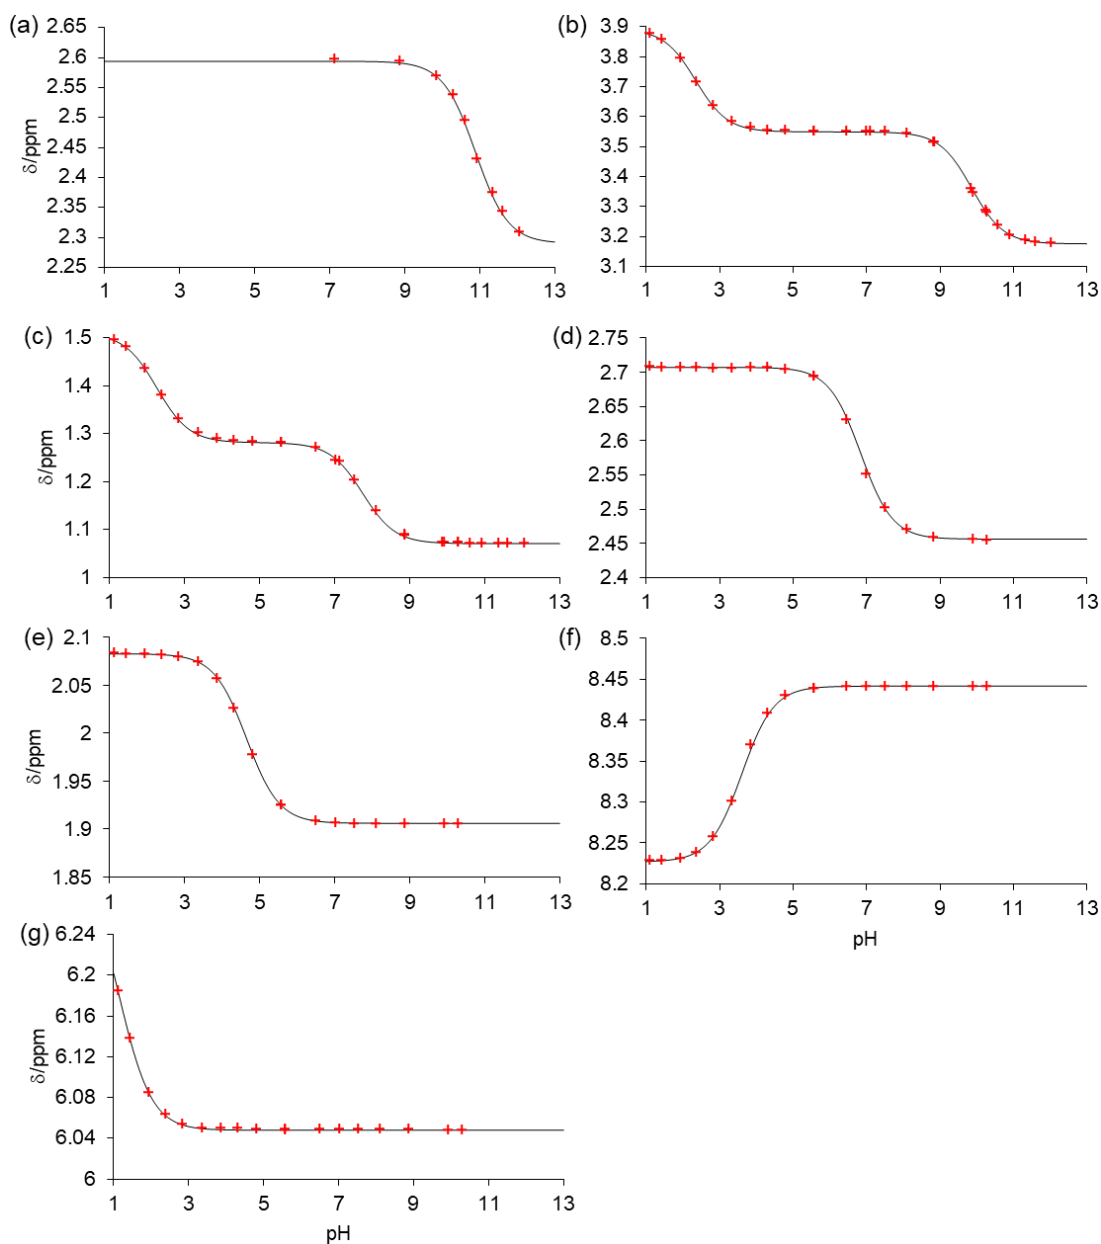 (a)
2.65
2.6
2.55
2.5
2.45
2.4
2.35
2.3
2.25
δ/ppm
1 3 5 7 9 11 13
(b)
3.9
3.8
3.7
3.6
3.5
3.4
3.3
3.2
3.1
1 3 5 7 9 11 13
(c)
1.5
1.4
1.3
1.2
1.1
1
δ/ppm
1 3 5 7 9 11 13
(d)
2.75
2.7
2.65
2.6
2.55
2.5
2.45
2.4
1 3 5 7 9 11 13
(e)
2.1
2.05
2
1.95
1.9
1.85
δ/ppm
1 3 5 7 9 11 13
(f)
8.5
8.45
8.4
8.35
8.3
8.25
8.2
1 3 5 7 9 11 13
pH
(g)
6.24
6.2
6.16
6.12
6.08
6.04
6
δ/ppm
1 3 5 7 9 11 13
pH